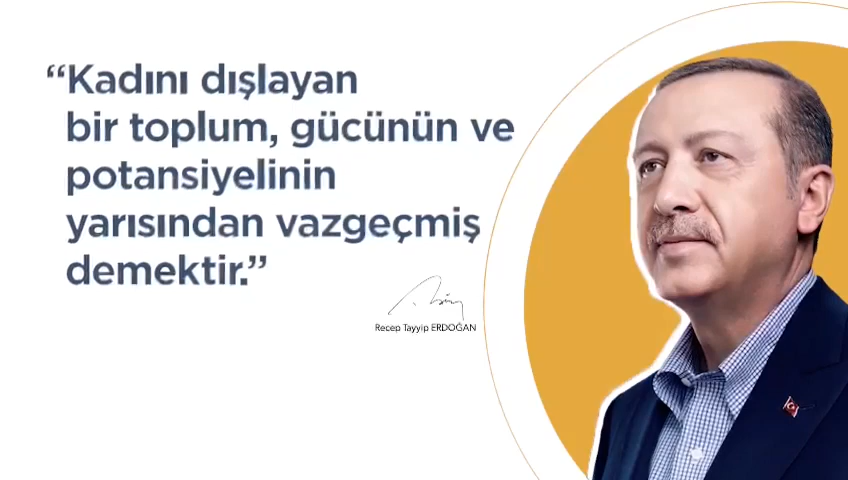 “Kadını dışlayan
bir toplum, gücünün ve
potansiyelinin
yarısından vazgeçmiş
demektir.”
Recep Tayyip ERDOĞAN